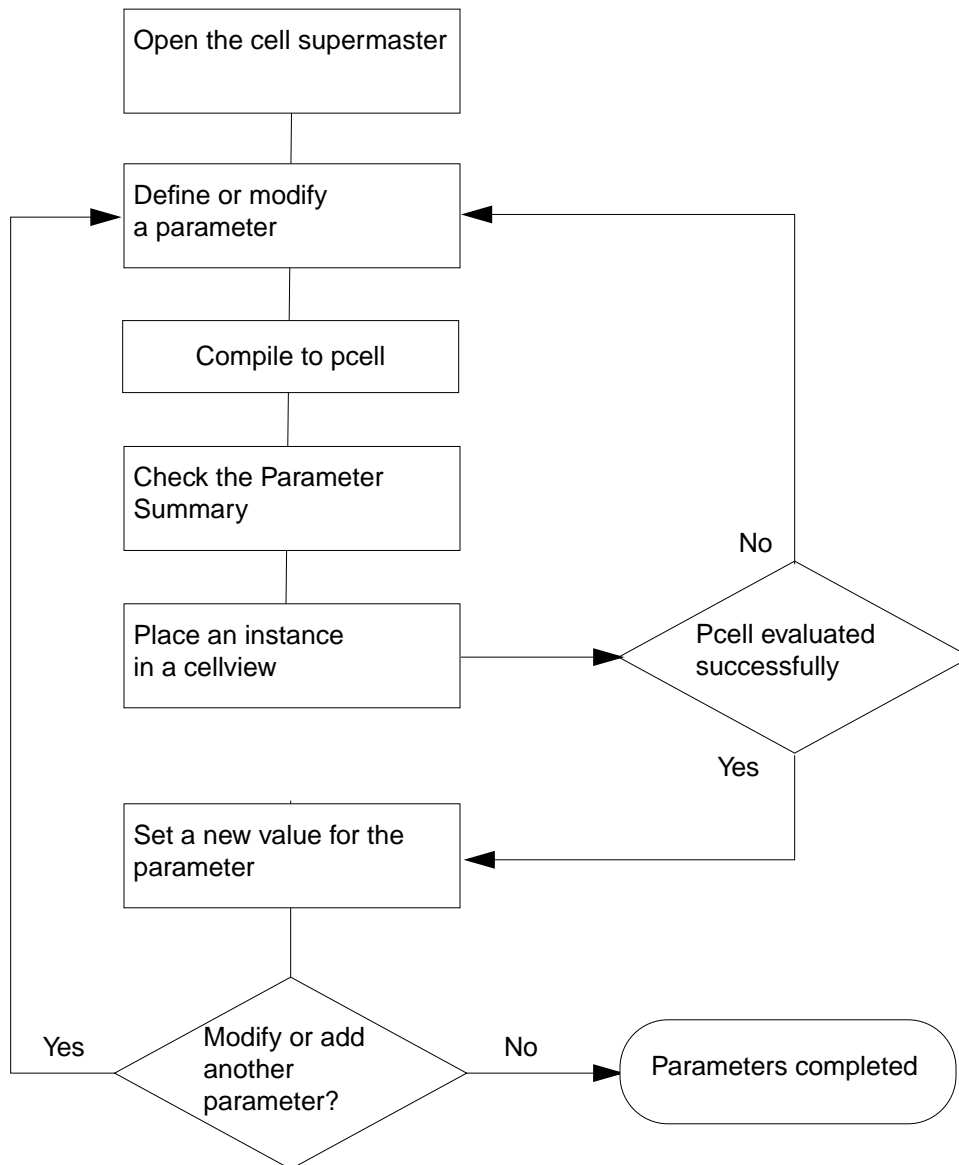 Open the cell supermaster
Define or modify
a parameter
Compile to pcell
Check the Parameter
Summary
No
Place an instance
in a cellview
Pcell evaluated
successfully
Yes
Set a new value for the
parameter
Yes
Modify or add
another
parameter?
No
Parameters completed